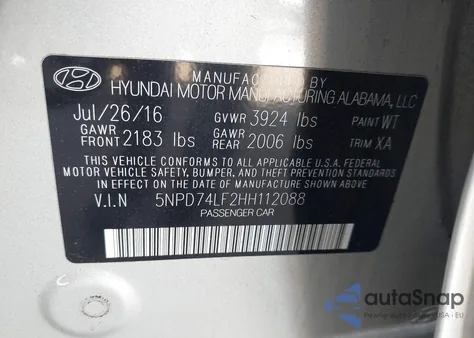 MANUFACTURED BY
HYUNDAI MOTOR MANUFACTURING ALABAMA, LLC
Jul/26/16 GVWR 3924 lbs PAINT WT
GAWR FRONT 2183 lbs GAWR REAR 2006 lbs TRIM XA
THIS VEHICLE CONFORMS TO ALL APPLICABLE U.S.A. FEDERAL
MOTOR VEHICLE SAFETY, BUMPER, AND THEFT PREVENTION STANDARDS
IN EFFECT ON THE DATE OF MANUFACTURE SHOWN ABOVE.
V.I.N 5NPD74LF2HH112088
PASSENGER CAR
autoSnap